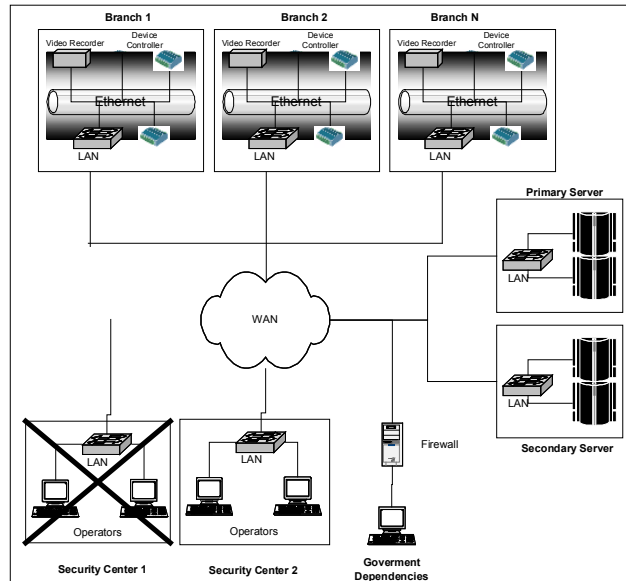 Branch 1
Branch 2
Branch N
Video Recorder
Device
Controller
Ethernet
LAN
Video Recorder
Device
Controller
Ethernet
LAN
Video Recorder
Device
Controller
Ethernet
LAN
Primary Server
LAN
WAN
LAN
Secondary Server
LAN
Operators
Security Center 1
LAN
Operators
Security Center 2
Firewall
Goverment
Dependencies